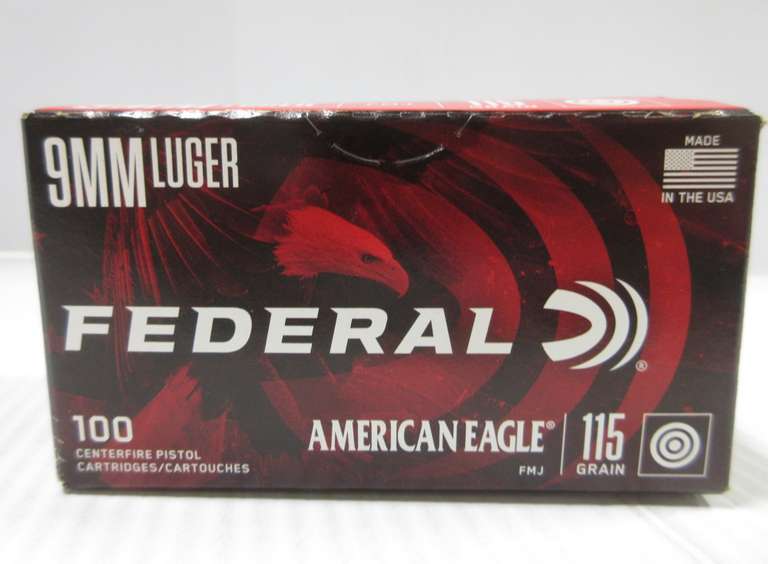 9MM LUGER
MADE
IN THE USA
FEDERAL ®
100
CENTERFIRE PISTOL
CARTRIDGES/CARTOUCHES
AMERICAN EAGLE®
FMJ
115
GRAIN